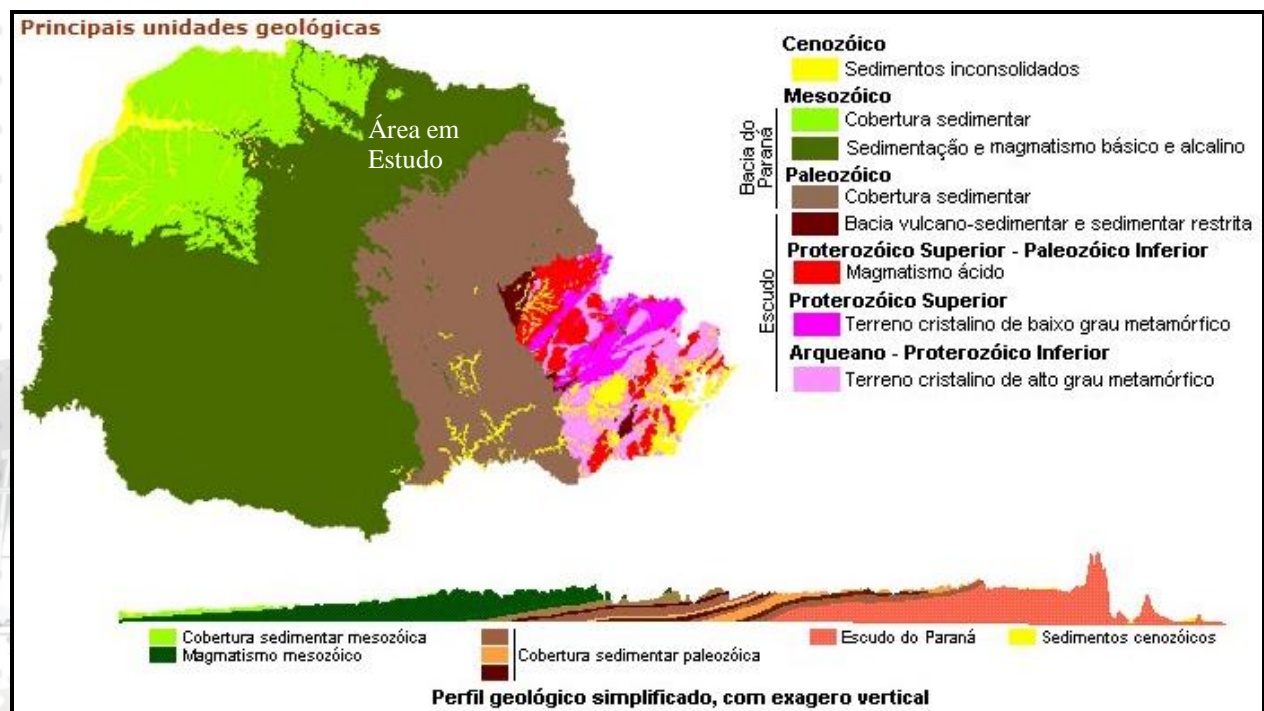 Principais unidades geológicas
Área em
Estudo
Cenozóico
Sedimentos inconsolidados
Mesozóico
Cobertura sedimentar
Sedimentação e magmatismo básico e alcalino
Paleozóico
Cobertura sedimentar
Bacia vulcano-sedimentar e sedimentar restrita
Proterozóico Superior - Paleozóico Inferior
Magmatismo ácido
Proterozóico Superior
Terreno cristalino de baixo grau metamórfico
Arqueano - Proterozóico Inferior
Terreno cristalino de alto grau metamórfico
Bacia do
Paraná
Escudo
Cobertura sedimentar mesozóica
Magmatismo mesozóico
Cobertura sedimentar paleozóica
Escudo do Paraná
Sedimentos cenozóicos
Perfil geológico simplificado, com exagero vertical